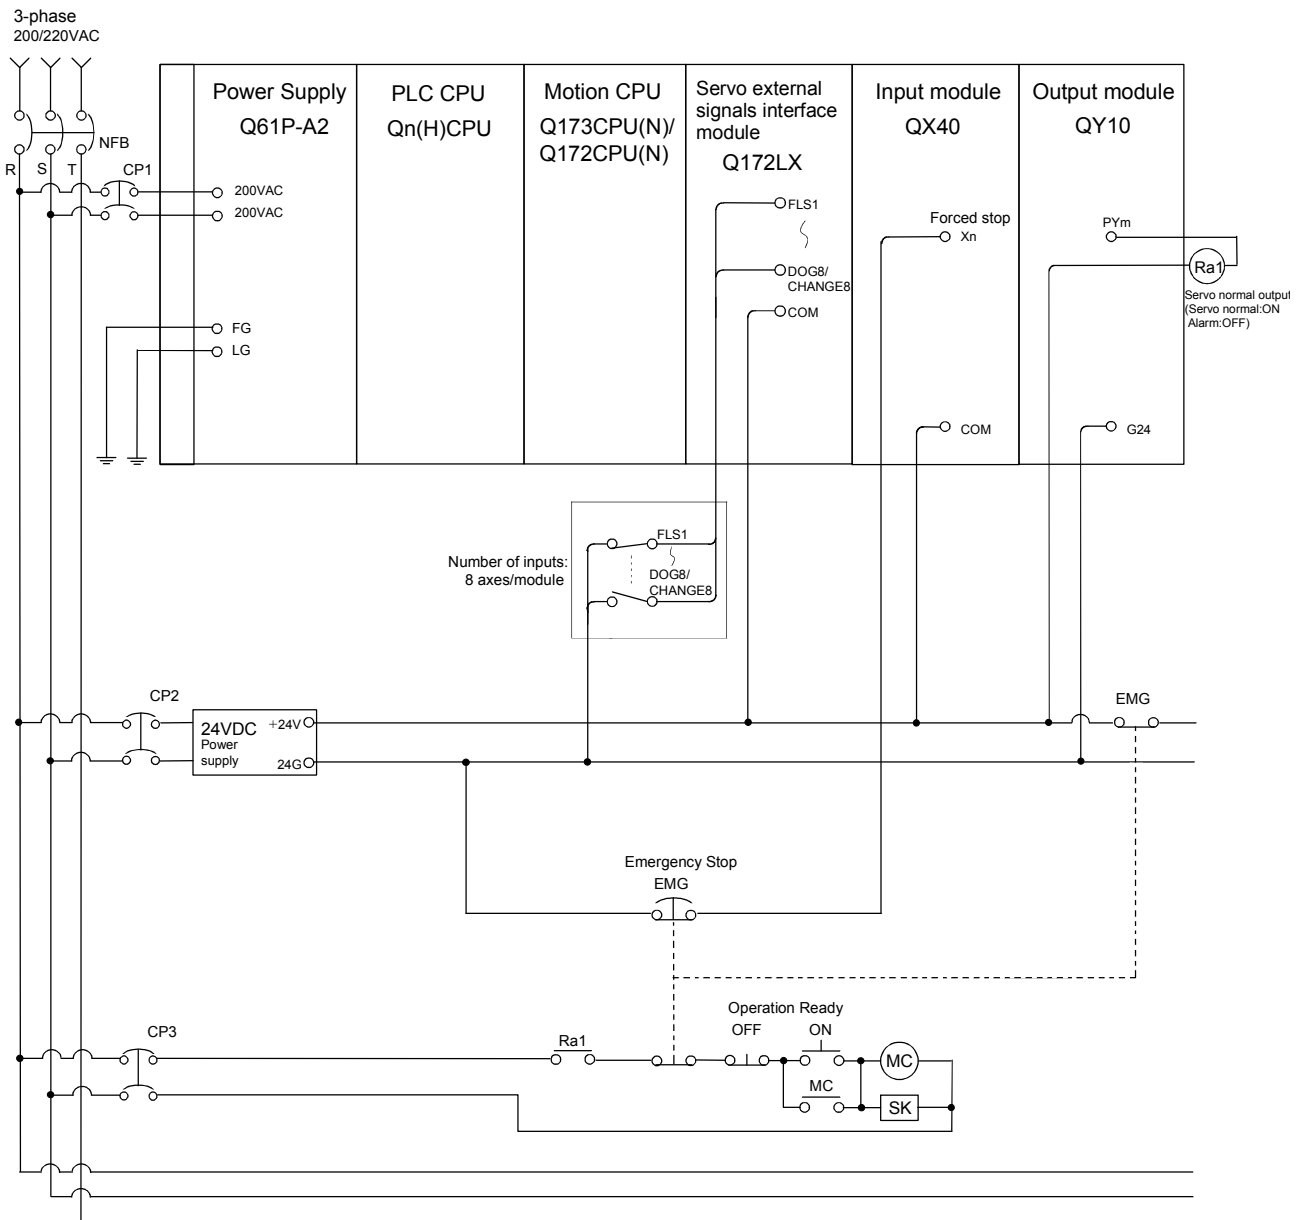 3-phase
200/220VAC
NFB
R
S
T
CP1
Power Supply
Q61P-A2
200VAC
200VAC
FG
LG
PLC CPU
Qn(H)CPU
Motion CPU
Q173CPU(N)/
Q172CPU(N)
Servo external
signals interface
module
Q172LX
FLS1
DOG8/
CHANGE8
COM
Input module
QX40
Forced stop
Xn
COM
Output module
QY10
PYm
G24
Ra1
Servo normal output
(Servo normal:ON
Alarm:OFF)
Number of inputs:
8 axes/module
FLS1
DOG8/
CHANGE8
CP2
24VDC
Power
supply
+24V
24G
EMG
Emergency Stop
EMG
CP3
Ra1
Operation Ready
OFF
ON
MC
MC
SK